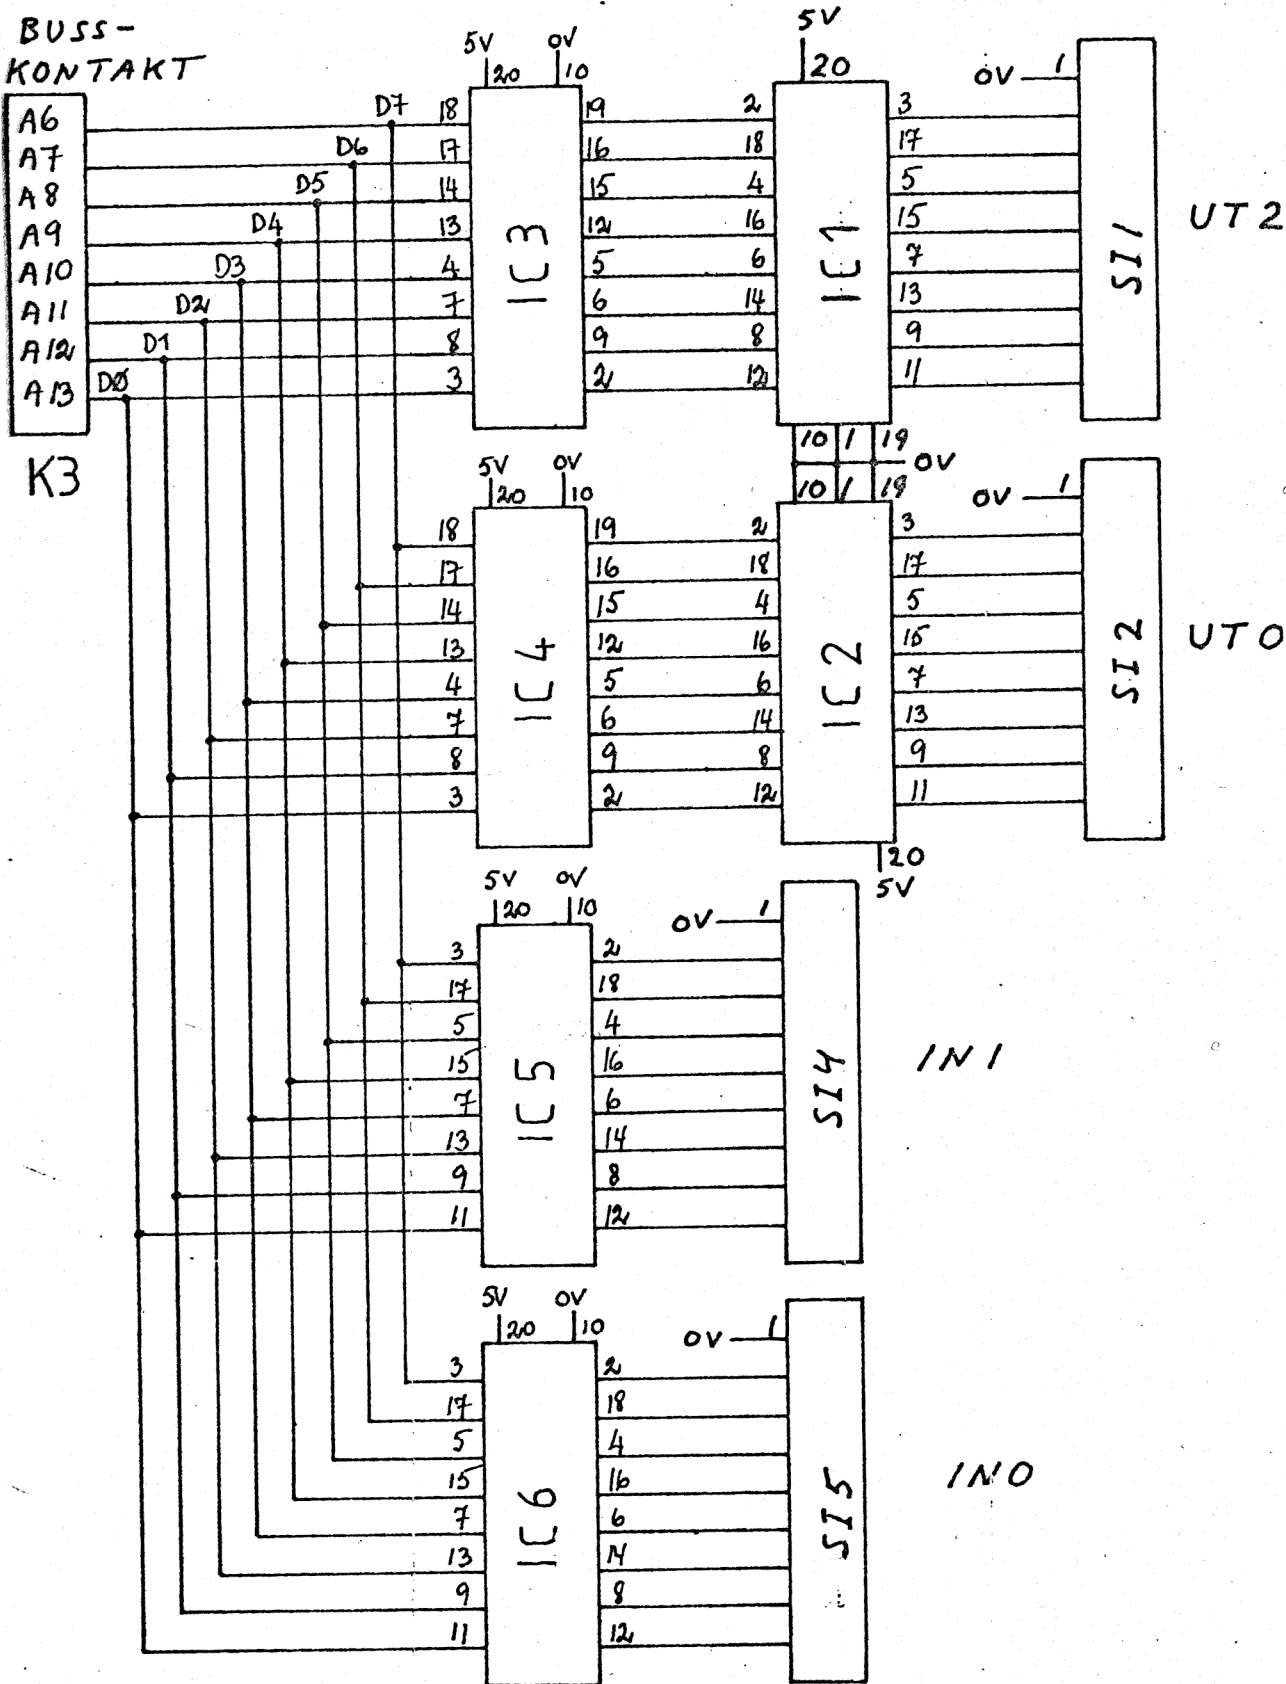 BUSS-
KONTAKT
A6
A7
A8
A9
A10
A11
A12
A13
K3
D7
D6
D5
D4
D3
D2
D1
DØ
5V 0V
20 10
18 19
17 16
14 15
13 12
4 5
7 6
8 9
3 2
IC3
5V
20
2 3
18 17
4 5
16 15
6 7
14 13
8 9
12 11
IC1
10 1 19
0V
10 1 19
0V 1
SI1
UT2
5V 0V
20 10
18 19
17 16
14 15
13 12
4 5
7 6
8 9
3 2
IC4
2 3
18 17
4 5
16 15
6 7
14 13
8 9
12 11
IC2
20
5V
0V 1
SI2
UT0
5V 0V
20 10
3 2
17 18
5 4
15 16
7 6
13 14
9 8
11 12
IC5
0V 1
SI4
IN1
5V 0V
20 10
3 2
17 18
5 4
15 16
7 6
13 14
9 8
11 12
IC6
0V 1
SI5
IN0